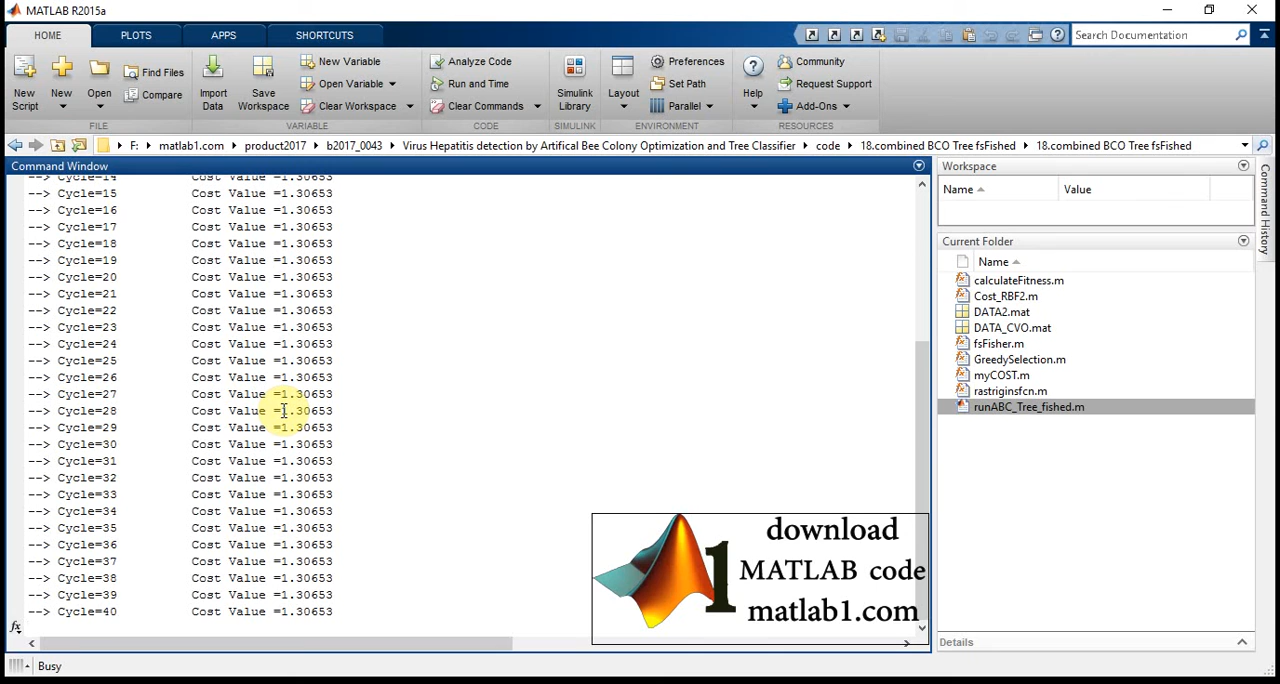 MATLAB R2015a
HOME PLOTS APPS SHORTCUTS Search Documentation
New Script New Open Find Files Compare Import Data Save Workspace New Variable Open Variable Clear Workspace Analyze Code Run and Time Clear Commands Simulink Library Layout Preferences Set Path Parallel Help Community Request Support Add-Ons
FILE VARIABLE CODE SIMULINK ENVIRONMENT RESOURCES
F: matlab1.com product2017 b2017_0043 Virus Hepatitis detection by Artifical Bee Colony Optimization and Tree Classifier code 18.combined BCO Tree fsFished 18.combined BCO Tree fsFished
Command Window
--> Cycle=14 Cost Value =1.30653
--> Cycle=15 Cost Value =1.30653
--> Cycle=16 Cost Value =1.30653
--> Cycle=17 Cost Value =1.30653
--> Cycle=18 Cost Value =1.30653
--> Cycle=19 Cost Value =1.30653
--> Cycle=20 Cost Value =1.30653
--> Cycle=21 Cost Value =1.30653
--> Cycle=22 Cost Value =1.30653
--> Cycle=23 Cost Value =1.30653
--> Cycle=24 Cost Value =1.30653
--> Cycle=25 Cost Value =1.30653
--> Cycle=26 Cost Value =1.30653
--> Cycle=27 Cost Value =1.30653
--> Cycle=28 Cost Value =1.30653
--> Cycle=29 Cost Value =1.30653
--> Cycle=30 Cost Value =1.30653
--> Cycle=31 Cost Value =1.30653
--> Cycle=32 Cost Value =1.30653
--> Cycle=33 Cost Value =1.30653
--> Cycle=34 Cost Value =1.30653
--> Cycle=35 Cost Value =1.30653
--> Cycle=36 Cost Value =1.30653
--> Cycle=37 Cost Value =1.30653
--> Cycle=38 Cost Value =1.30653
--> Cycle=39 Cost Value =1.30653
--> Cycle=40 Cost Value =1.30653
fx
Busy
Workspace
Name Value
Current Folder
Name
calculateFitness.m
Cost_RBF2.m
DATA2.mat
DATA_CVO.mat
fsFisher.m
GreedySelection.m
myCOST.m
rastriginsfcn.m
runABC_Tree_fished.m
Details
Command History
download
1 MATLAB code
matlab1.com